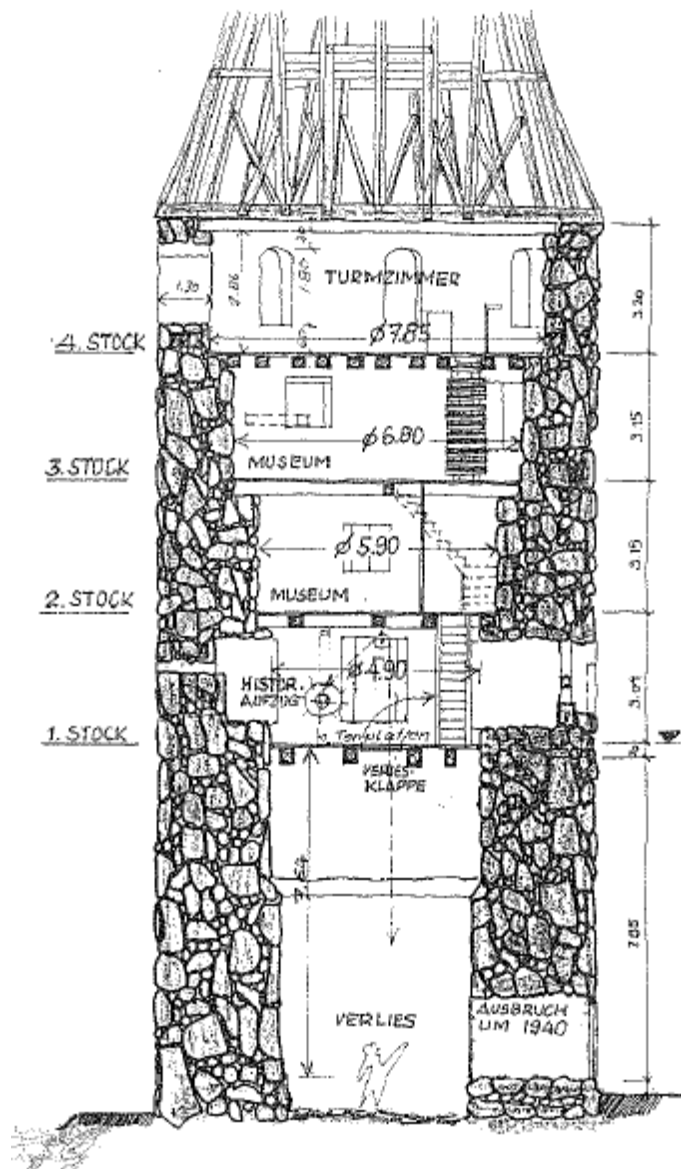 TURMZIMMER
1.80
2.86
1.30
3.20
4. STOCK
ø 7.85
3.15
ø 6.80
MUSEUM
3. STOCK
ø 5.90
3.15
MUSEUM
2. STOCK
ø 4.90
HISTOR.
AUFZUG
1. STOCK
VERLIES-
KLAPPE
7.85
AUSBRUCH
UM 1940
VERLIES